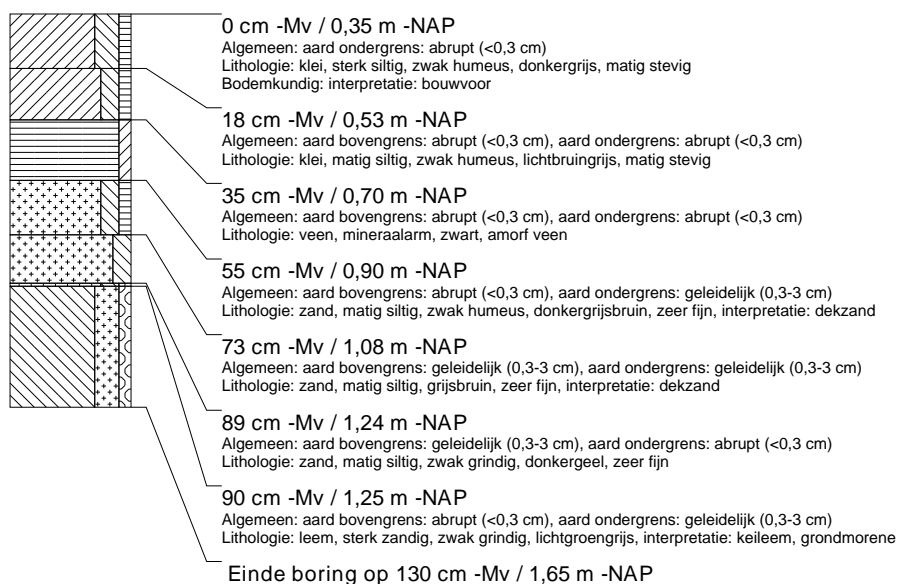 0 cm -Mv / 0,35 m -NAP
Algemeen: aard ondergrens: abrupt (<0,3 cm)
Lithologie: klei, sterk siltig, zwak humeus, donkergrijs, matig stevig
Bodemkundig: interpretatie: bouwvoor
18 cm -Mv / 0,53 m -NAP
Algemeen: aard bovengrens: abrupt (<0,3 cm), aard ondergrens: abrupt (<0,3 cm)
Lithologie: klei, matig siltig, zwak humeus, lichtbruingrijs, matig stevig
35 cm -Mv / 0,70 m -NAP
Algemeen: aard bovengrens: abrupt (<0,3 cm), aard ondergrens: abrupt (<0,3 cm)
Lithologie: veen, mineraalarm, zwart, amorf veen
55 cm -Mv / 0,90 m -NAP
Algemeen: aard bovengrens: abrupt (<0,3 cm), aard ondergrens: geleidelijk (0,3-3 cm)
Lithologie: zand, matig siltig, zwak humeus, donkergrijsbruin, zeer fijn, interpretatie: dekzand
73 cm -Mv / 1,08 m -NAP
Algemeen: aard bovengrens: geleidelijk (0,3-3 cm), aard ondergrens: geleidelijk (0,3-3 cm)
Lithologie: zand, matig siltig, grijsbruin, zeer fijn, interpretatie: dekzand
89 cm -Mv / 1,24 m -NAP
Algemeen: aard bovengrens: geleidelijk (0,3-3 cm), aard ondergrens: abrupt (<0,3 cm)
Lithologie: zand, matig siltig, zwak grindig, donkergeel, zeer fijn
90 cm -Mv / 1,25 m -NAP
Algemeen: aard bovengrens: abrupt (<0,3 cm), aard ondergrens: geleidelijk (0,3-3 cm)
Lithologie: leem, sterk zandig, zwak grindig, lichtgroengrijs, interpretatie: keileem, grondmorene
Einde boring op 130 cm -Mv / 1,65 m -NAP